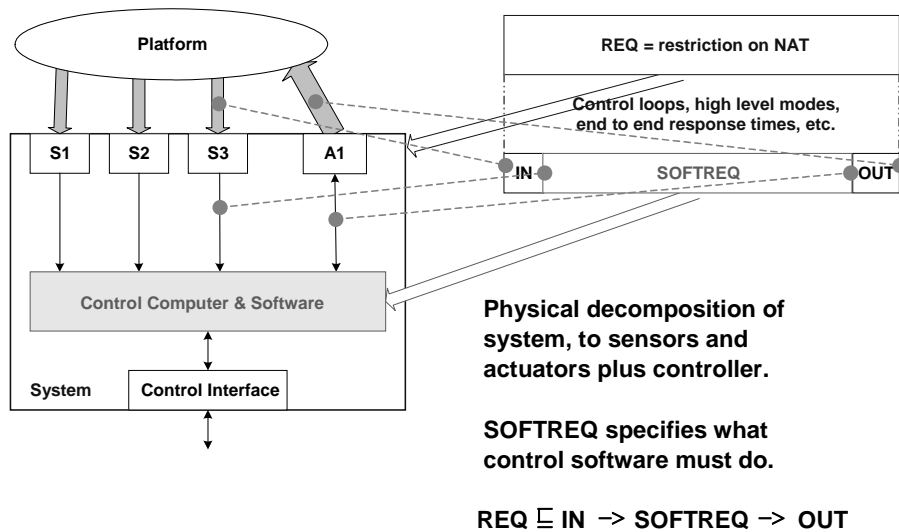 Platform
REQ = restriction on NAT
Control loops, high level modes,
end to end response times, etc.
S1 S2 S3 A1
IN SOFTREQ OUT
Control Computer & Software
System
Control Interface
Physical decomposition of
system, to sensors and
actuators plus controller.
SOFTREQ specifies what
control software must do.
REQ ⊑ IN -> SOFTREQ -> OUT